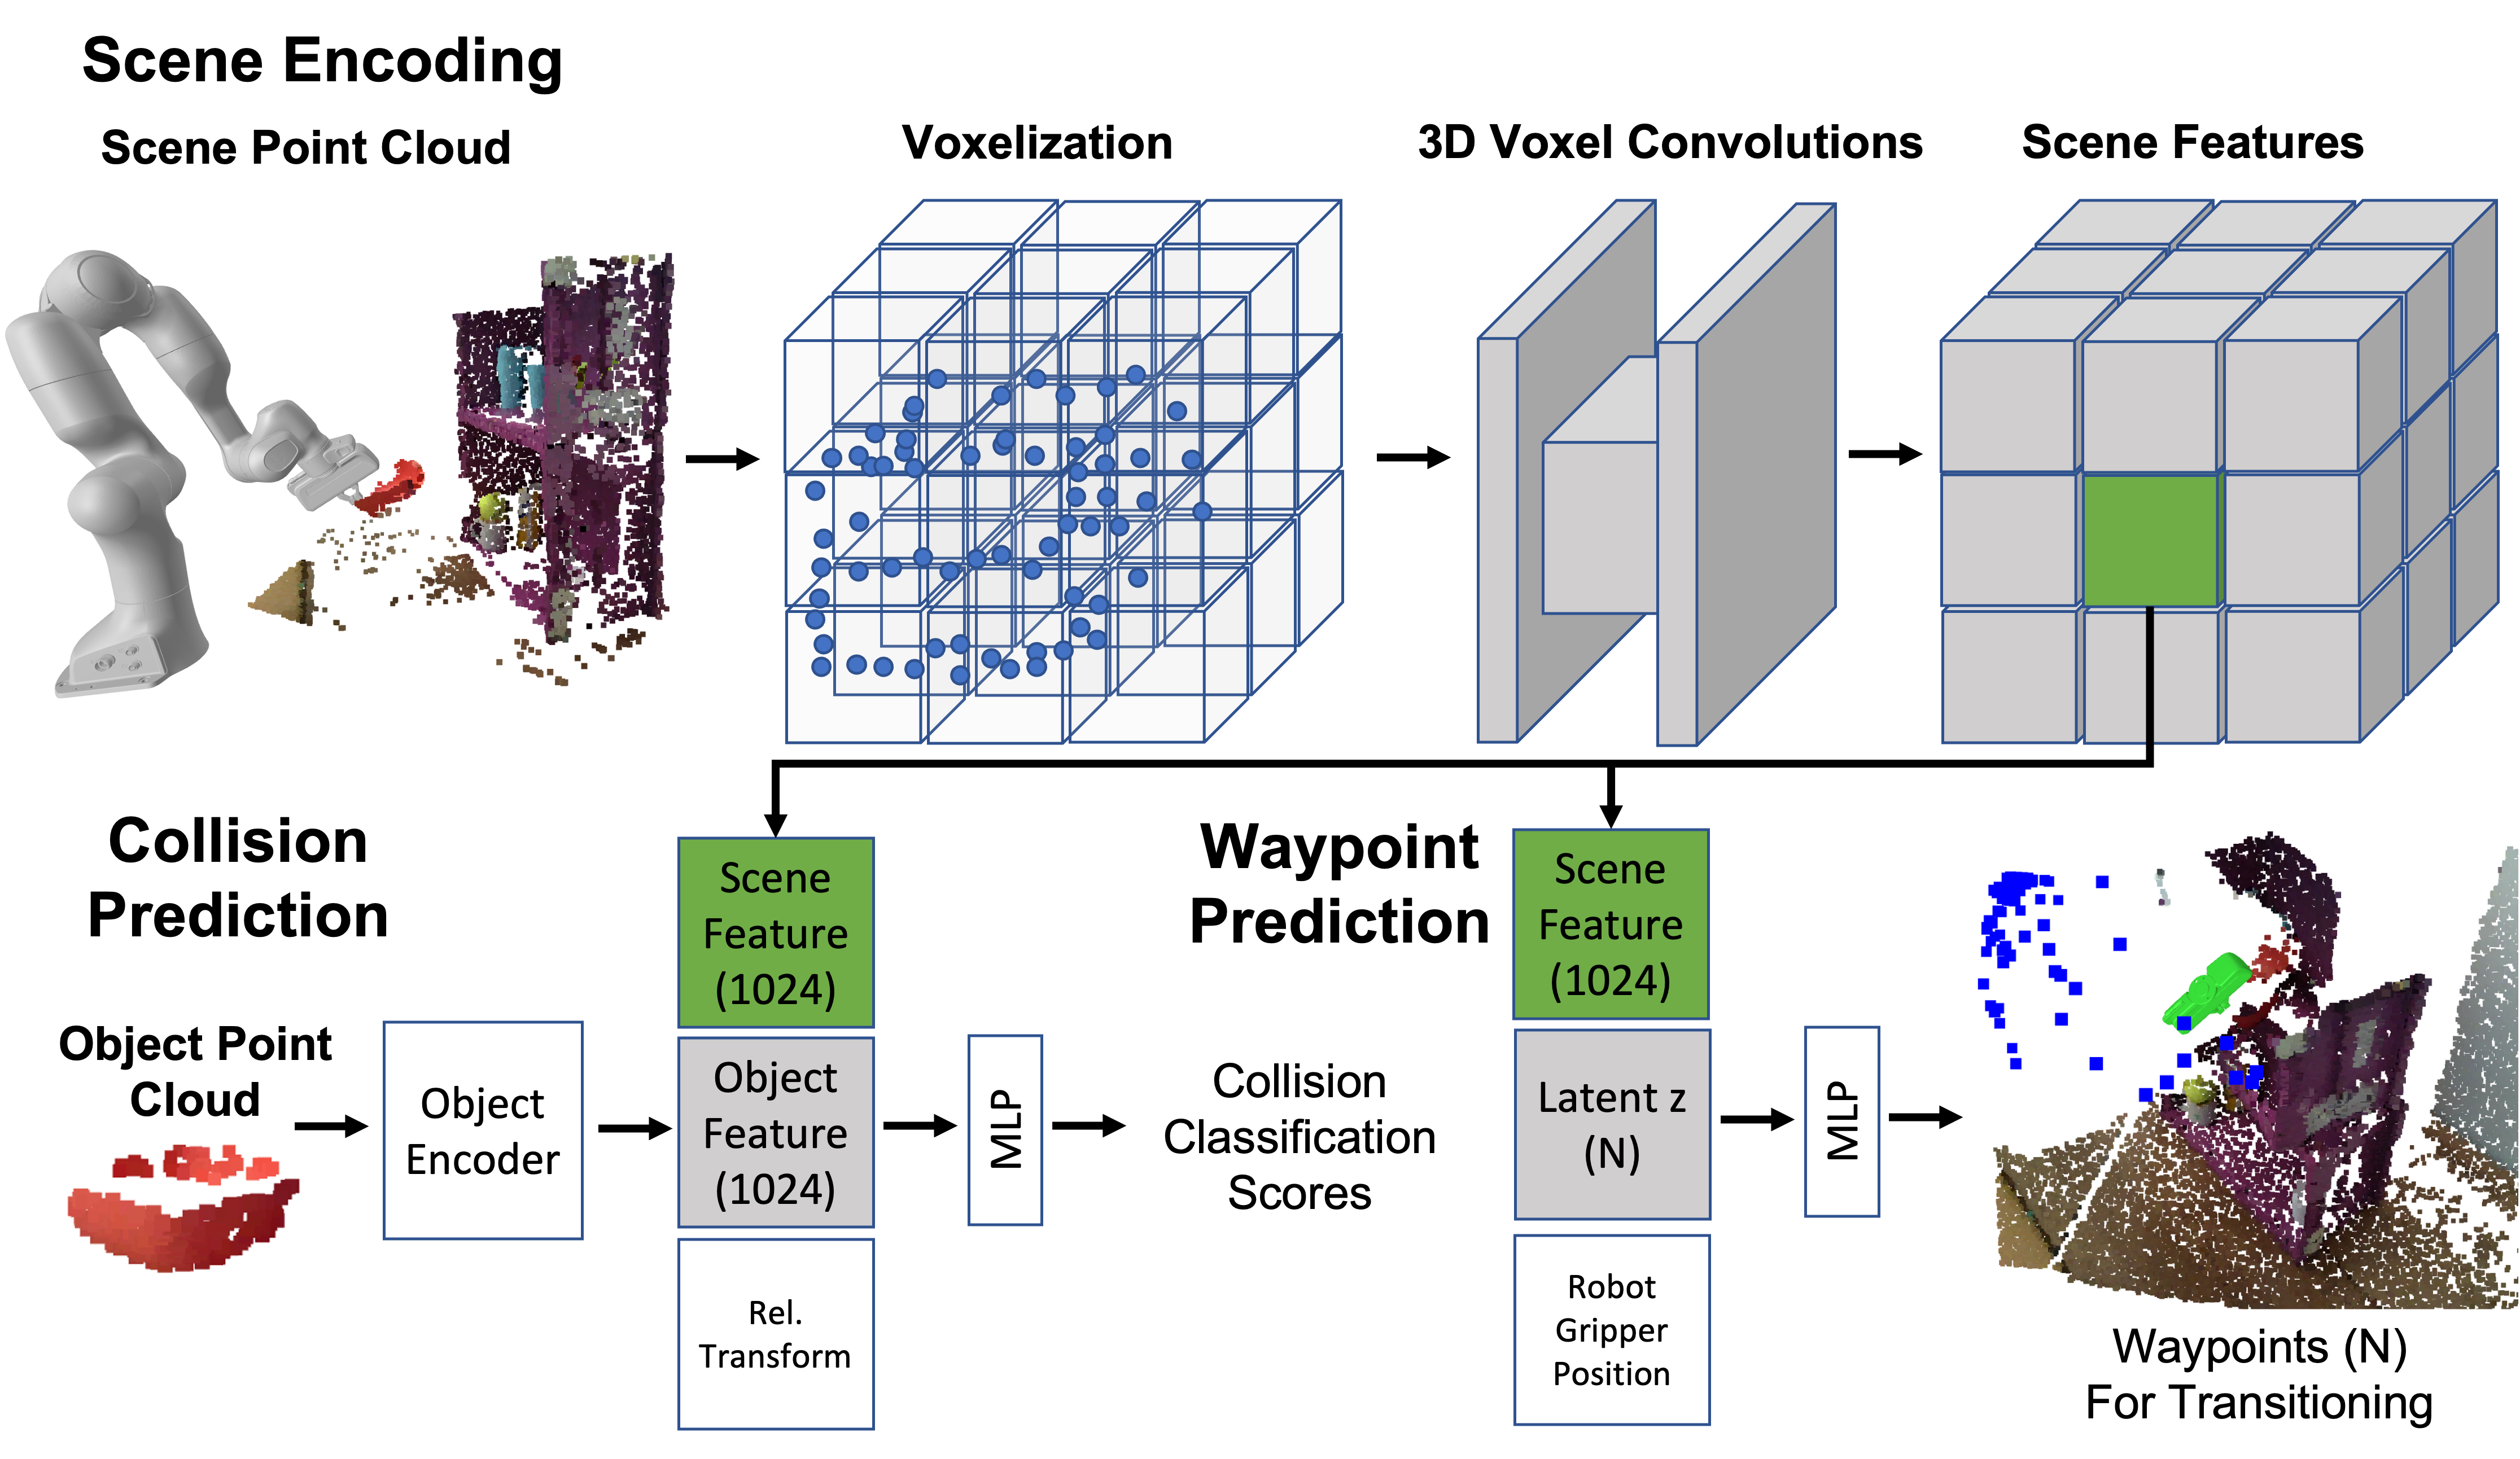 Scene Encoding
Scene Point Cloud
Voxelization
3D Voxel Convolutions
Scene Features
Collision
Prediction
Object Point
Cloud
Object
Encoder
Scene
Feature
(1024)
Object
Feature
(1024)
Rel.
Transform
MLP
Collision
Classification
Scores
Waypoint
Prediction
Scene
Feature
(1024)
Latent z
(N)
Robot
Gripper
Position
MLP
Waypoints (N)
For Transitioning